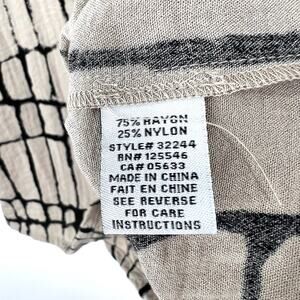 75% RAYON
25% NYLON
STYLE# 32244
RN# 125546
CA# 05633
MADE IN CHINA
FAIT EN CHINE
SEE REVERSE
FOR CARE
INSTRUCTIONS